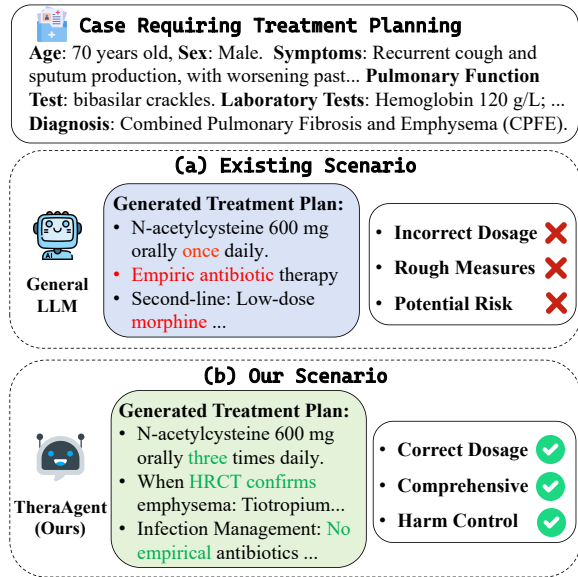 Case Requiring Treatment Planning
Age: 70 years old, Sex: Male. Symptoms: Recurrent cough and
sputum production, with worsening past... Pulmonary Function
Test: bibasilar crackles. Laboratory Tests: Hemoglobin 120 g/L; ...
Diagnosis: Combined Pulmonary Fibrosis and Emphysema (CPFE).
(a) Existing Scenario
AI
General
LLM
Generated Treatment Plan:
• N-acetylcysteine 600 mg
orally once daily.
• Empiric antibiotic therapy
• Second-line: Low-dose
morphine ...
• Incorrect Dosage
• Rough Measures
• Potential Risk
(b) Our Scenario
TheraAgent
(Ours)
Generated Treatment Plan:
• N-acetylcysteine 600 mg
orally three times daily.
• When HRCT confirms
emphysema: Tiotropium...
• Infection Management: No
empirical antibiotics ...
• Correct Dosage
• Comprehensive
• Harm Control